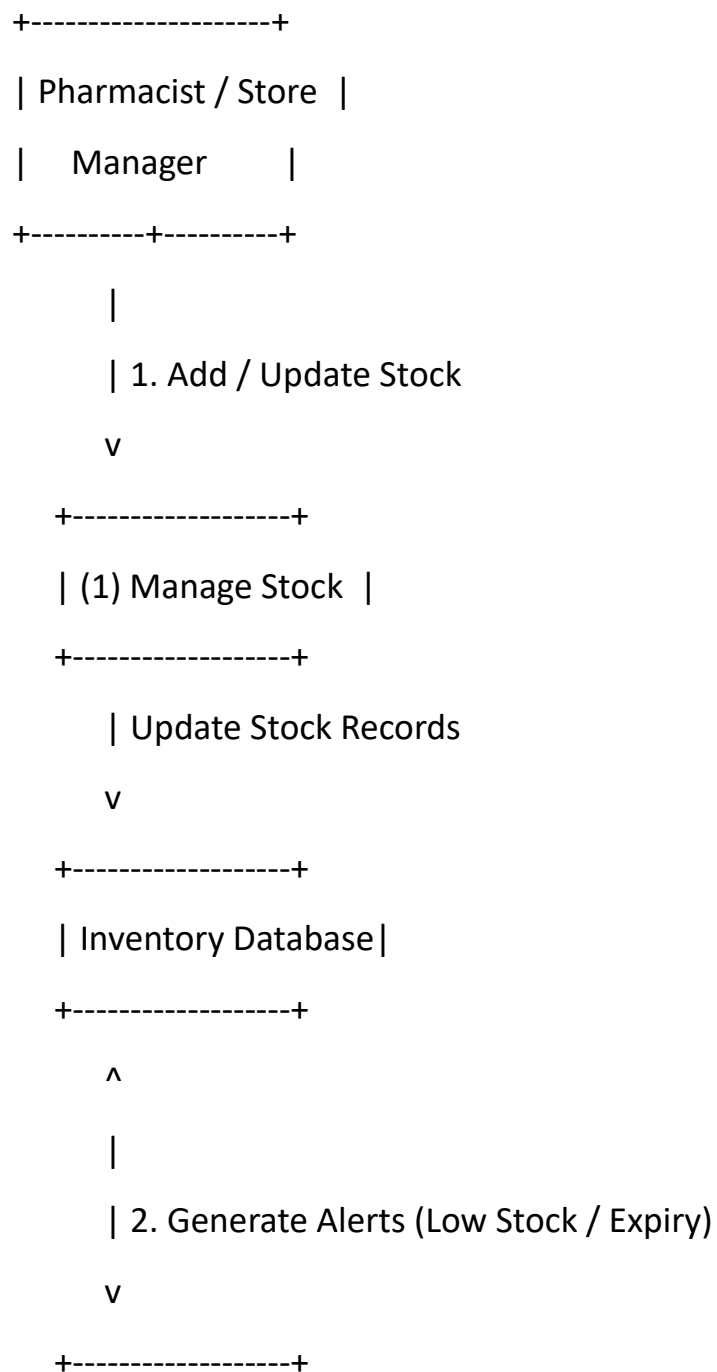 +---------------------+
| Pharmacist / Store  |
|    Manager        |
+----------+----------+
|
| 1. Add / Update Stock
v
+-------------------+
| (1) Manage Stock  |
+-------------------+
| Update Stock Records
v
+-------------------+
| Inventory Database|
+-------------------+
^
|
| 2. Generate Alerts (Low Stock / Expiry)
v
+-------------------+